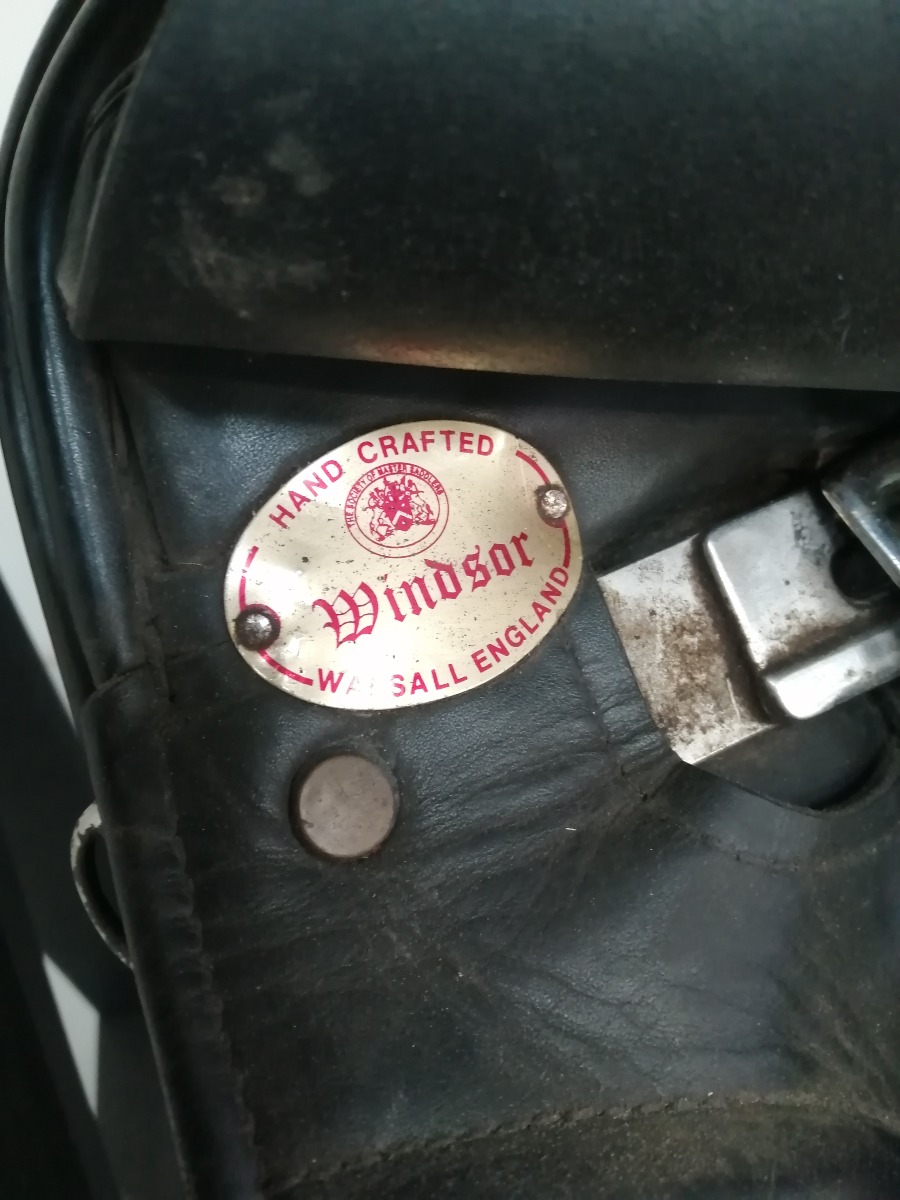 HAND CRAFTED
THE SOCIETY OF MASTER SADDLERS
Windsor
WALSALL ENGLAND